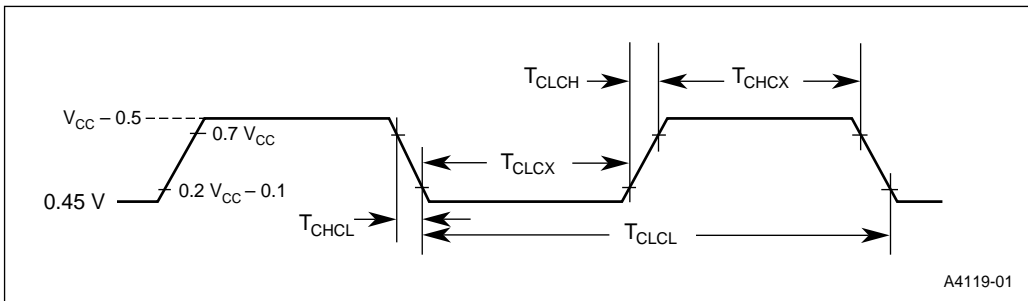 T_CLCH
T_CHCX
V_CC – 0.5
0.7 V_CC
T_CLCX
0.2 V_CC – 0.1
0.45 V
T_CHCL
T_CLCL
A4119-01